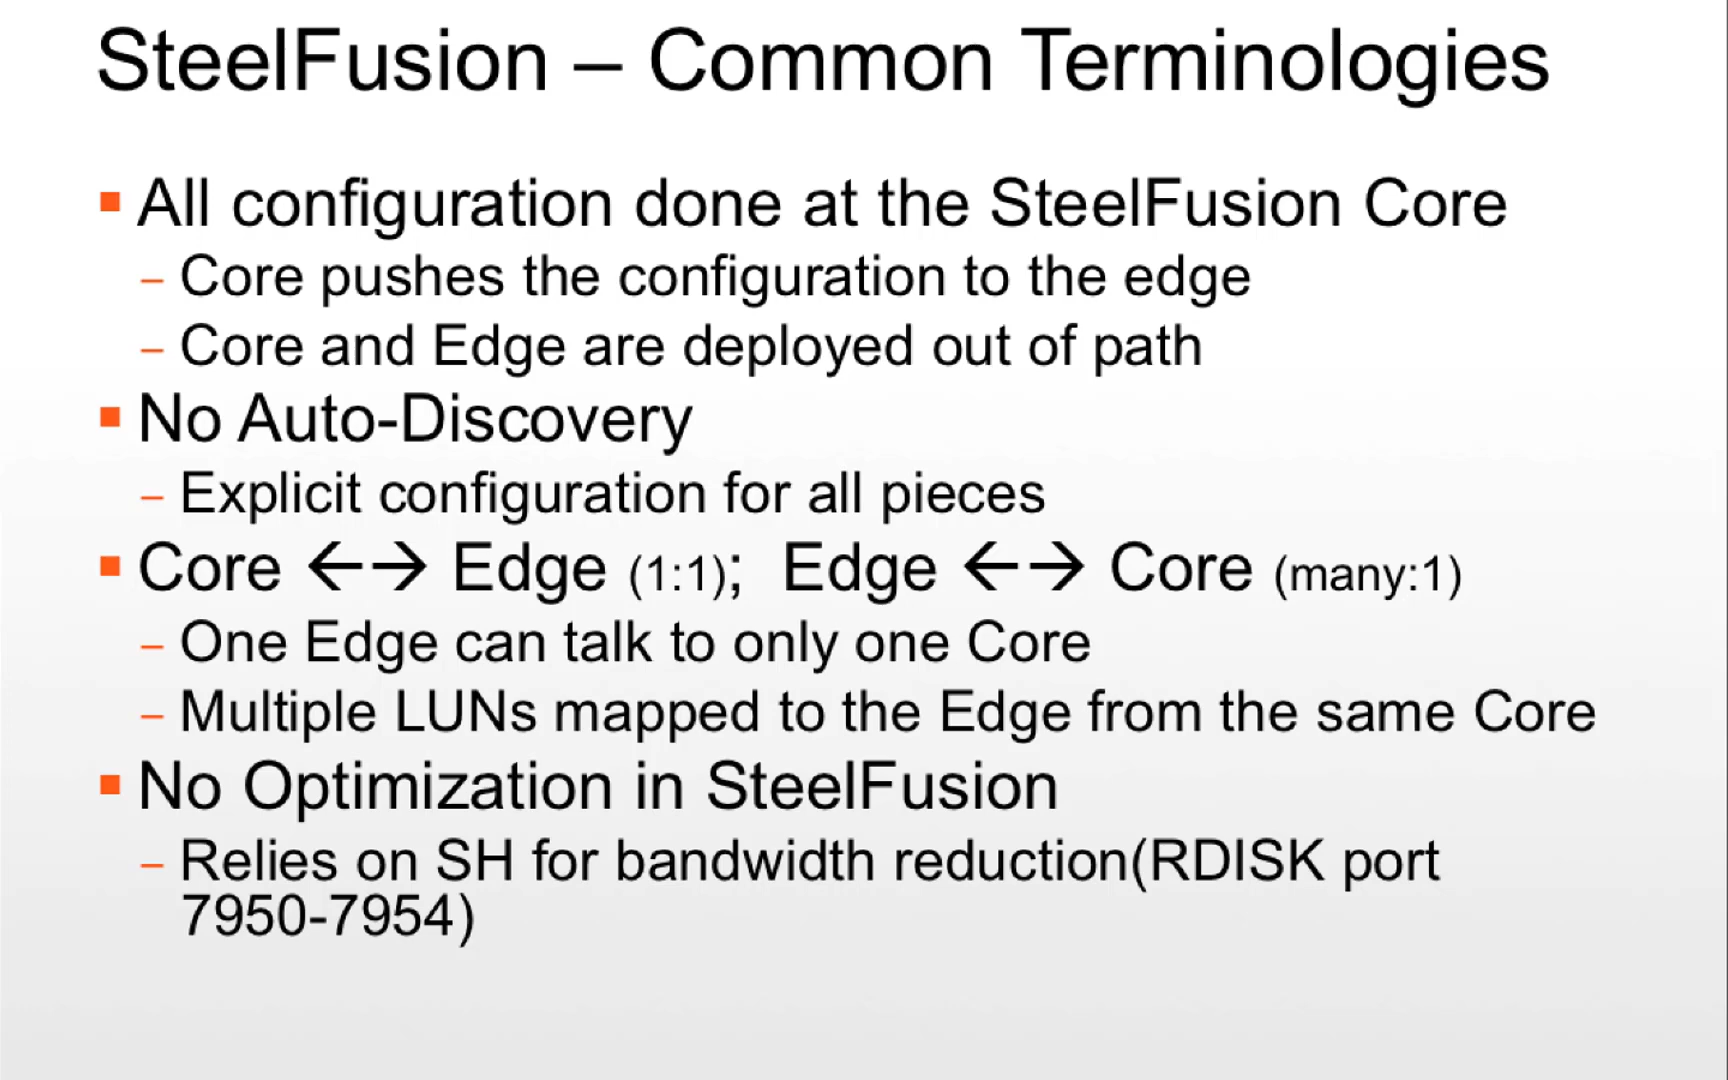 SteelFusion – Common Terminologies
▪ All configuration done at the SteelFusion Core
– Core pushes the configuration to the edge
– Core and Edge are deployed out of path
▪ No Auto-Discovery
– Explicit configuration for all pieces
▪ Core ←→ Edge (1:1);  Edge ←→ Core (many:1)
– One Edge can talk to only one Core
– Multiple LUNs mapped to the Edge from the same Core
▪ No Optimization in SteelFusion
– Relies on SH for bandwidth reduction(RDISK port
7950-7954)